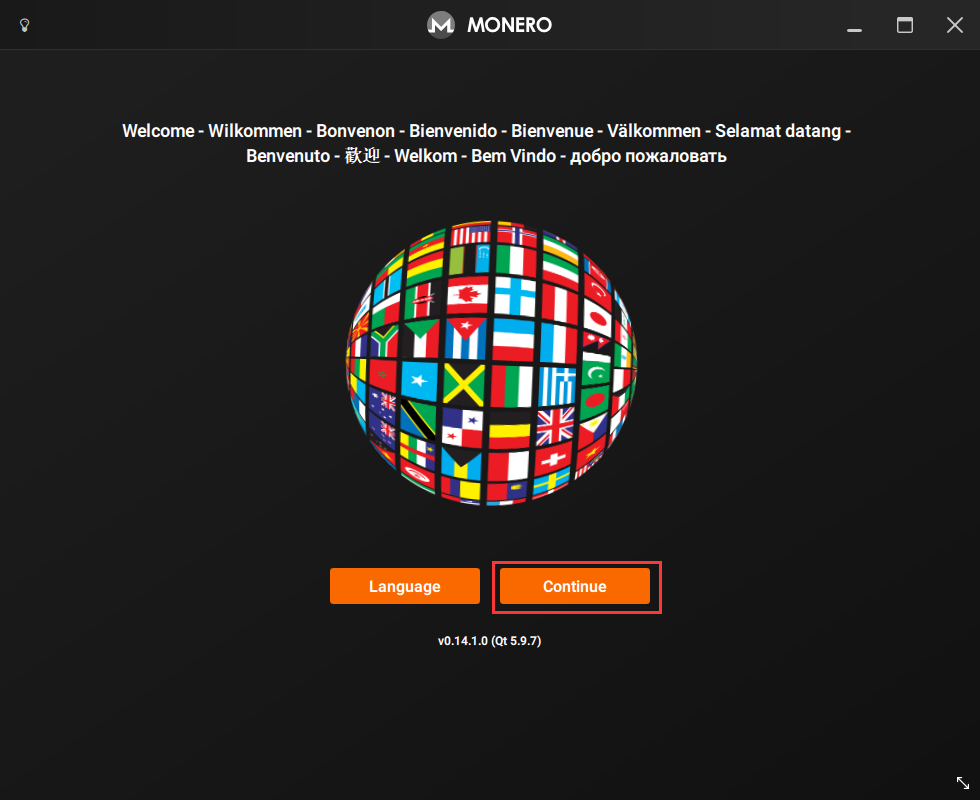 MONERO
Welcome - Wilkommen - Bonvenon - Bienvenido - Bienvenue - Välkommen - Selamat datang -
Benvenuto - 歡迎 - Welkom - Bem Vindo - добро пожаловать
Language
Continue
v0.14.1.0 (Qt 5.9.7)